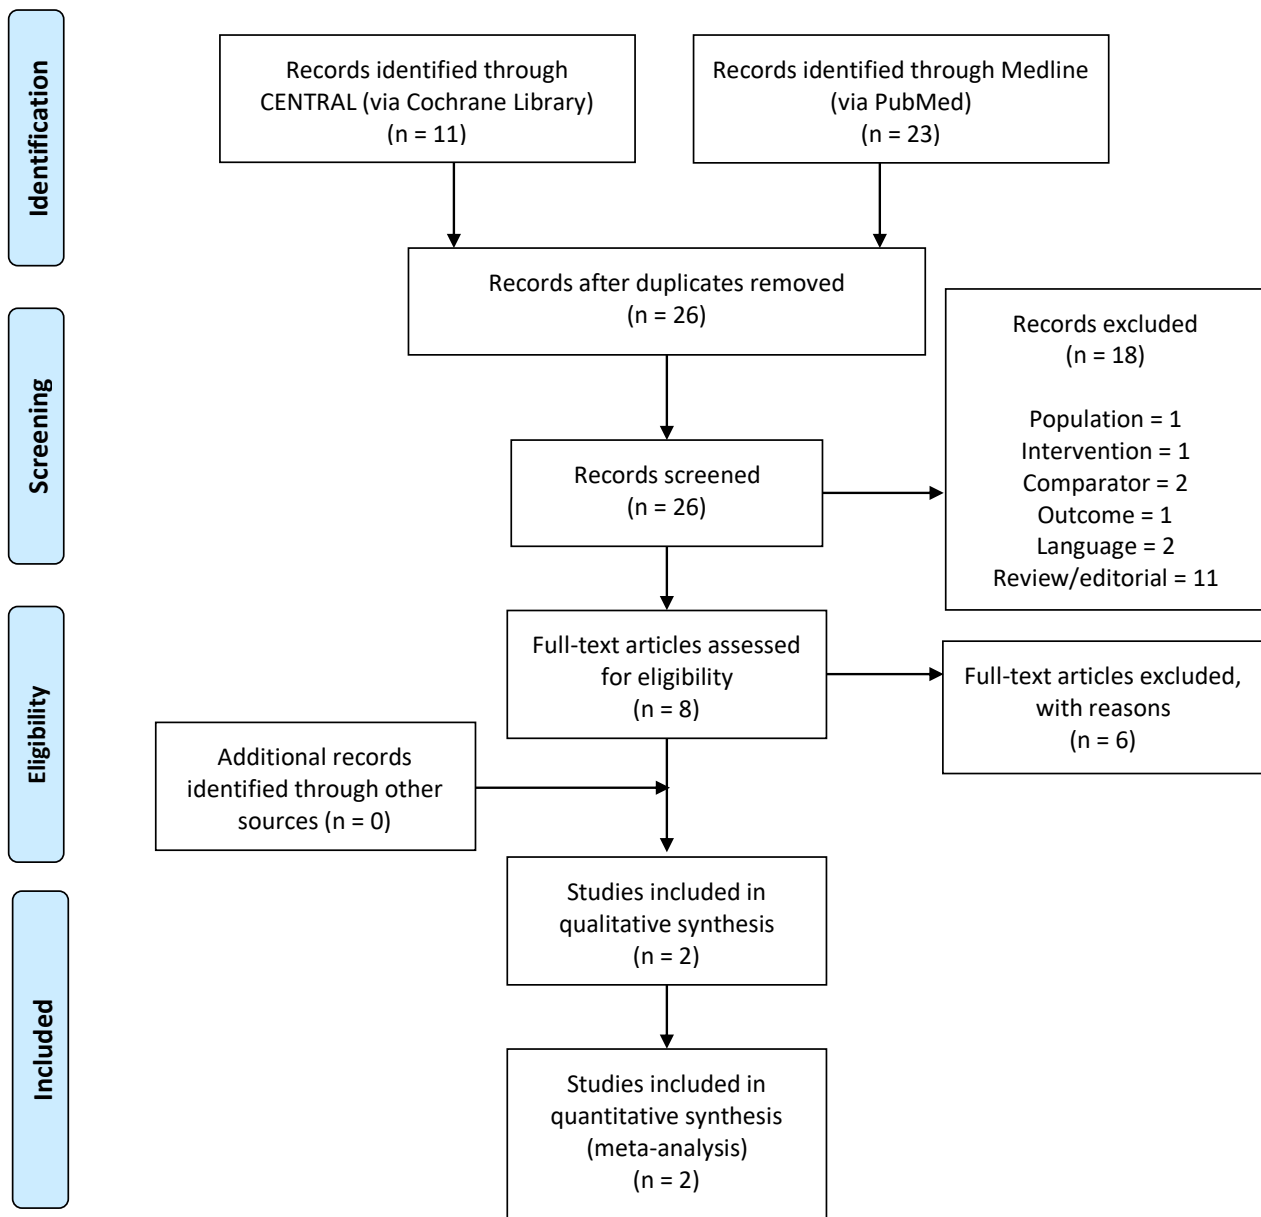 Identification
Records identified through
CENTRAL (via Cochrane Library)
(n = 11)
Records identified through Medline
(via PubMed)
(n = 23)
Records after duplicates removed
(n = 26)
Screening
Records screened
(n = 26)
Records excluded
(n = 18)
Population = 1
Intervention = 1
Comparator = 2
Outcome = 1
Language = 2
Review/editorial = 11
Eligibility
Full-text articles assessed
for eligibility
(n = 8)
Full-text articles excluded,
with reasons
(n = 6)
Additional records
identified through other
sources (n = 0)
Included
Studies included in
qualitative synthesis
(n = 2)
Studies included in
quantitative synthesis
(meta-analysis)
(n = 2)